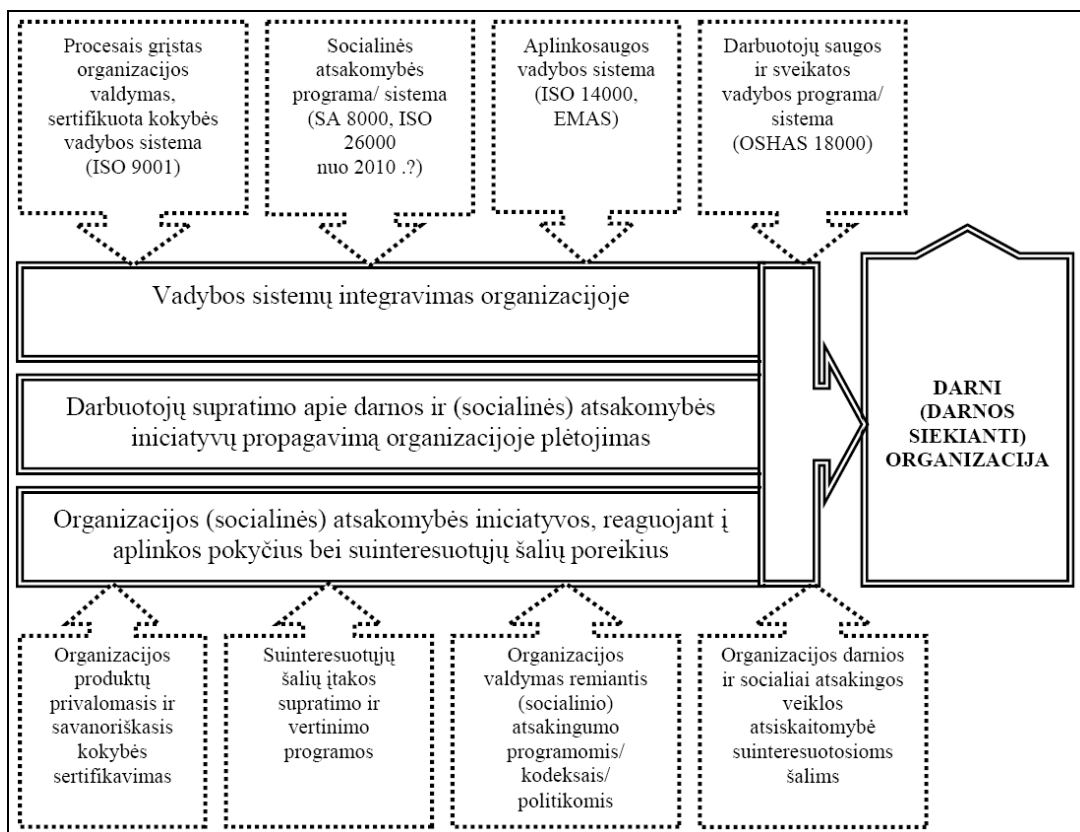 Procesais grįstas
organizacijos
valdymas,
sertifikuota kokybės
vadybos sistema
(ISO 9001)
Socialinės
atsakomybės
programa/ sistema
(SA 8000, ISO
26000
nuo 2010 .?)
Aplinkosaugos
vadybos sistema
(ISO 14000,
EMAS)
Darbuotojų saugos
ir sveikatos
vadybos programa/
sistema
(OSHAS 18000)
Vadybos sistemų integravimas organizacijoje
Darbuotojų supratimo apie darnos ir (socialinės) atsakomybės
iniciatyvų propagavimą organizacijoje plėtojimas
Organizacijos (socialinės) atsakomybės iniciatyvos, reaguojant į
aplinkos pokyčius bei suinteresuotųjų šalių poreikius
DARNI
(DARNOS
SIEKIANTI)
ORGANIZACIJA
Organizacijos
produktų
privalomasis ir
savanoriškasis
kokybės
sertifikavimas
Suinteresuotųjų
šalių įtakos
supratimo ir
vertinimo
programos
Organizacijos
valdymas remiantis
(socialinio)
atsakingumo
programomis/
kodeksais/
politikomis
Organizacijos darnios
ir socialiai atsakingos
veiklos
atsiskaitomybė
suinteresuotosioms
šalims